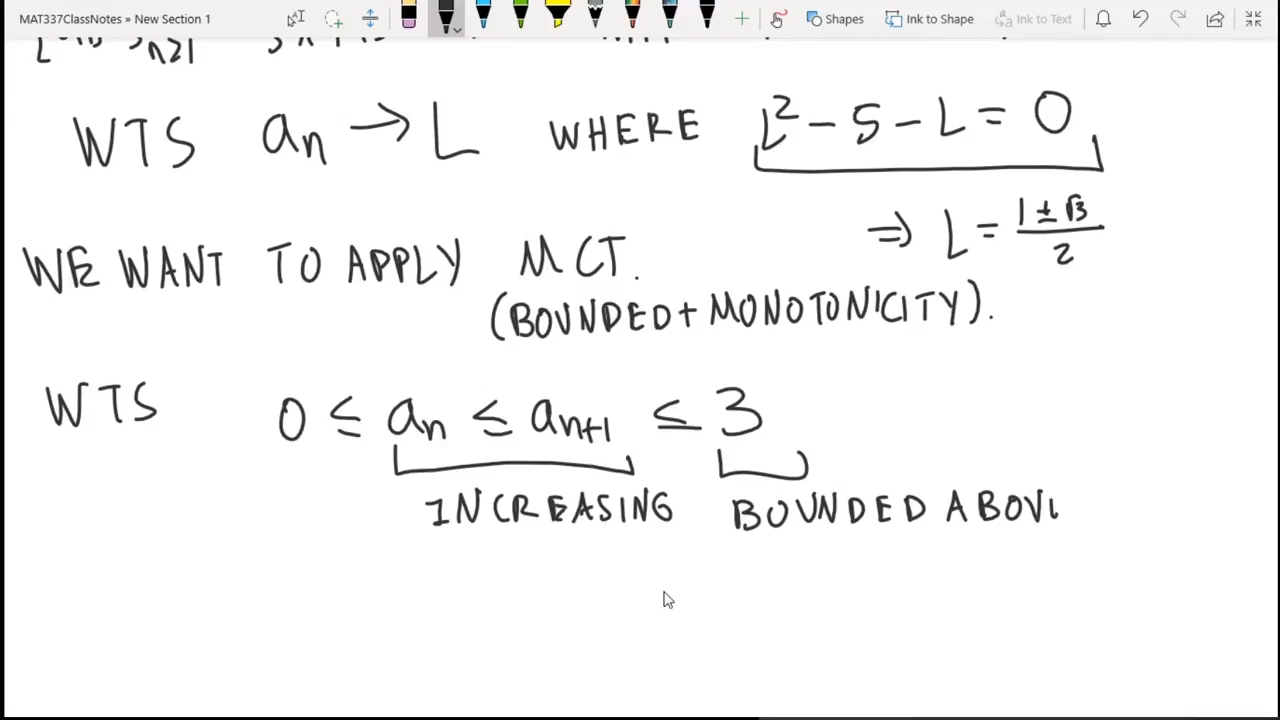 MAT337ClassNotes » New Section 1
Shapes Ink to Shape Ink to Text
WTS aₙ → L WHERE L² - 5 - L = 0
⇒ L = (1 ± √3)/2
WE WANT TO APPLY MCT.
(BOUNDED + MONOTONICITY).
WTS 0 ≤ aₙ ≤ aₙ₊₁ ≤ 3
INCREASING BOUNDED ABOV